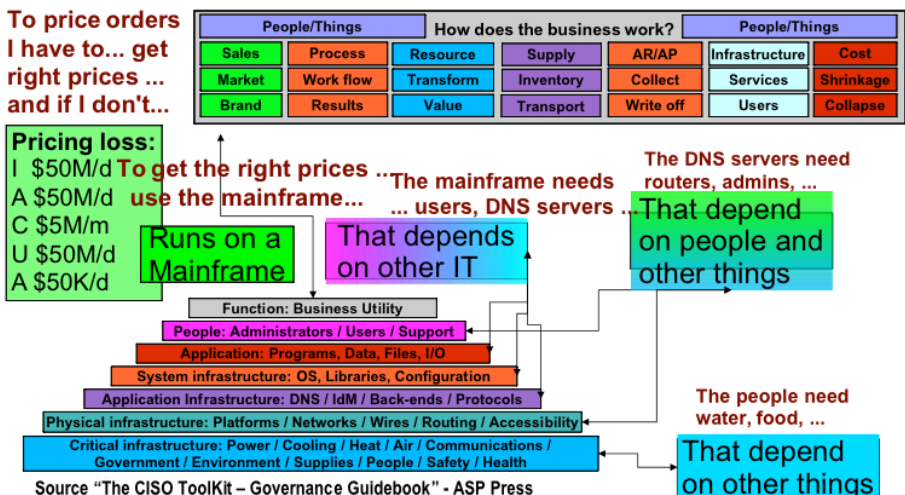 To price orders
I have to... get
right prices ...
and if I don't...
People/Things
How does the business work?
People/Things
Sales
Process
Resource
Supply
AR/AP
Infrastructure
Cost
Market
Work flow
Transform
Inventory
Collect
Services
Shrinkage
Brand
Results
Value
Transport
Write off
Users
Collapse
Pricing loss:
I $50M/d
A $50M/d
C $5M/m
U $50M/d
A $50K/d
To get the right prices ...
use the mainframe...
The mainframe needs
... users, DNS servers ...
The DNS servers need
routers, admins, ...
Runs on a
Mainframe
That depends
on other IT
That depend
on people and
other things
Function: Business Utility
People: Administrators / Users / Support
Application: Programs, Data, Files, I/O
System infrastructure: OS, Libraries, Configuration
Application Infrastructure: DNS / IdM / Back-ends / Protocols
Physical infrastructure: Platforms / Networks / Wires / Routing / Accessibility
Critical infrastructure: Power / Cooling / Heat / Air / Communications /
Government / Environment / Supplies / People / Safety / Health
The people need
water, food, ...
That depend
on other things
Source “The CISO ToolKit – Governance Guidebook” - ASP Press